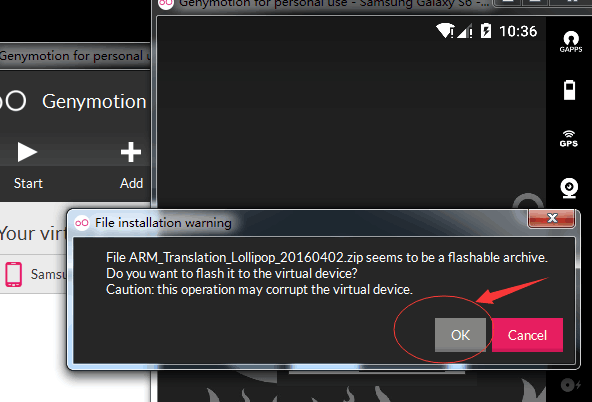 Genymotion for personal use - Samsung Galaxy S6 -...
10:36
GAPPS
Genymotion for personal u
Genymotion
GPS
Start
Add
File installation warning
Your virt
Sams
File ARM_Translation_Lollipop_20160402.zip seems to be a flashable archive.
Do you want to flash it to the virtual device?
Caution: this operation may corrupt the virtual device.
OK
Cancel